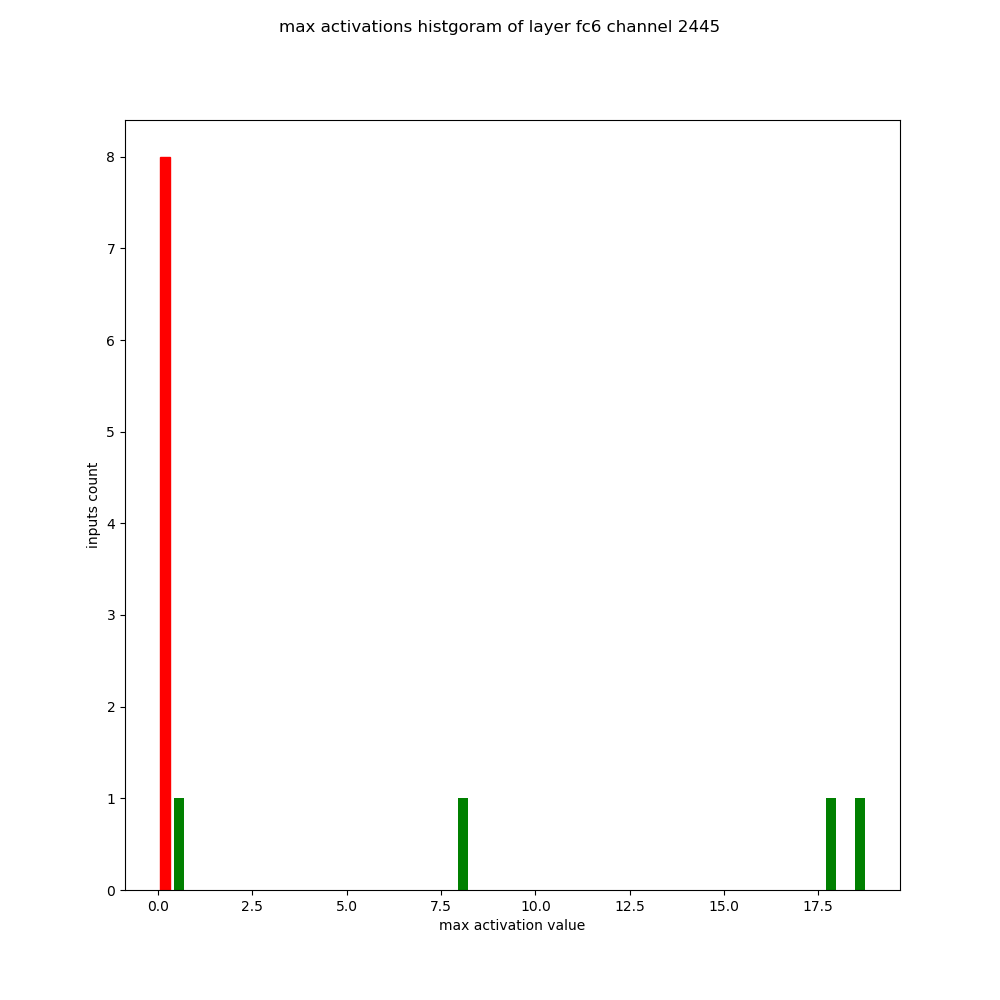 max activations histgoram of layer fc6 channel 2445
8
7
6
5
4
3
2
1
0
inputs count
0.0 2.5 5.0 7.5 10.0 12.5 15.0 17.5
max activation value